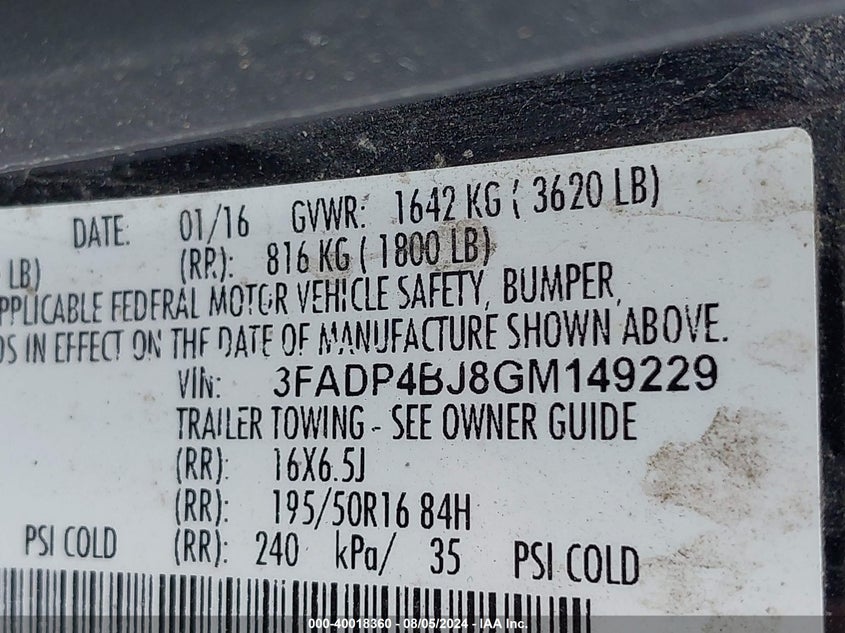 DATE: 01/16 GVWR: 1642 KG ( 3620 LB)
LB) (RR): 816 KG ( 1800 LB)
PPLICABLE FEDERAL MOTOR VEHICLE SAFETY, BUMPER,
DS IN EFFECT ON THE DATE OF MANUFACTURE SHOWN ABOVE.
VIN: 3FADP4BJ8GM149229
TRAILER TOWING - SEE OWNER GUIDE
(RR): 16X6.5J
(RR): 195/50R16 84H
PSI COLD (RR): 240 kPa/ 35 PSI COLD
000-40018360 - 08/05/2024 - IAA Inc.